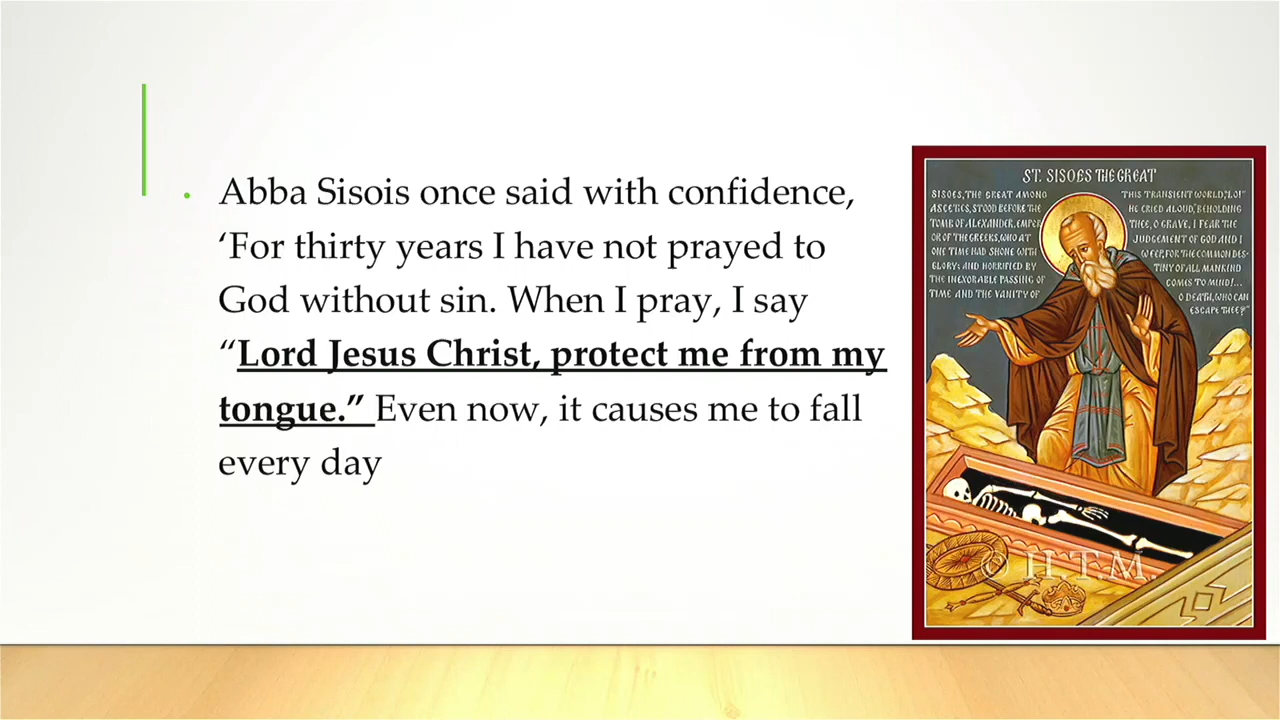 • Abba Sisois once said with confidence,
‘For thirty years I have not prayed to
God without sin. When I pray, I say
“Lord Jesus Christ, protect me from my
tongue.” Even now, it causes me to fall
every day
ST. SISOES THE GREAT
SISOES, THE GREAT AMONG
ASCETICS, STOOD BEFORE THE
TOMB OF ALEXANDER, EMPER
OR OF THE GREEKS, WHO AT
ONE TIME HAD SHONE WITH
GLORY; AND HORRIFIED BY
THE INEXORABLE PASSING OF
TIME AND THE VANITY OF
THIS TRANSIENT WORLD, "LO!"
HE CRIED ALOUD, "BEHOLDING
THEE, O GRAVE, I FEAR THE
JUDGEMENT OF GOD AND I
WEEP, FOR THE COMMON DES-
TINY OF ALL MANKIND
COMES TO MIND!...
O DEATH, WHO CAN
ESCAPE THEE?"
© H.T.M.